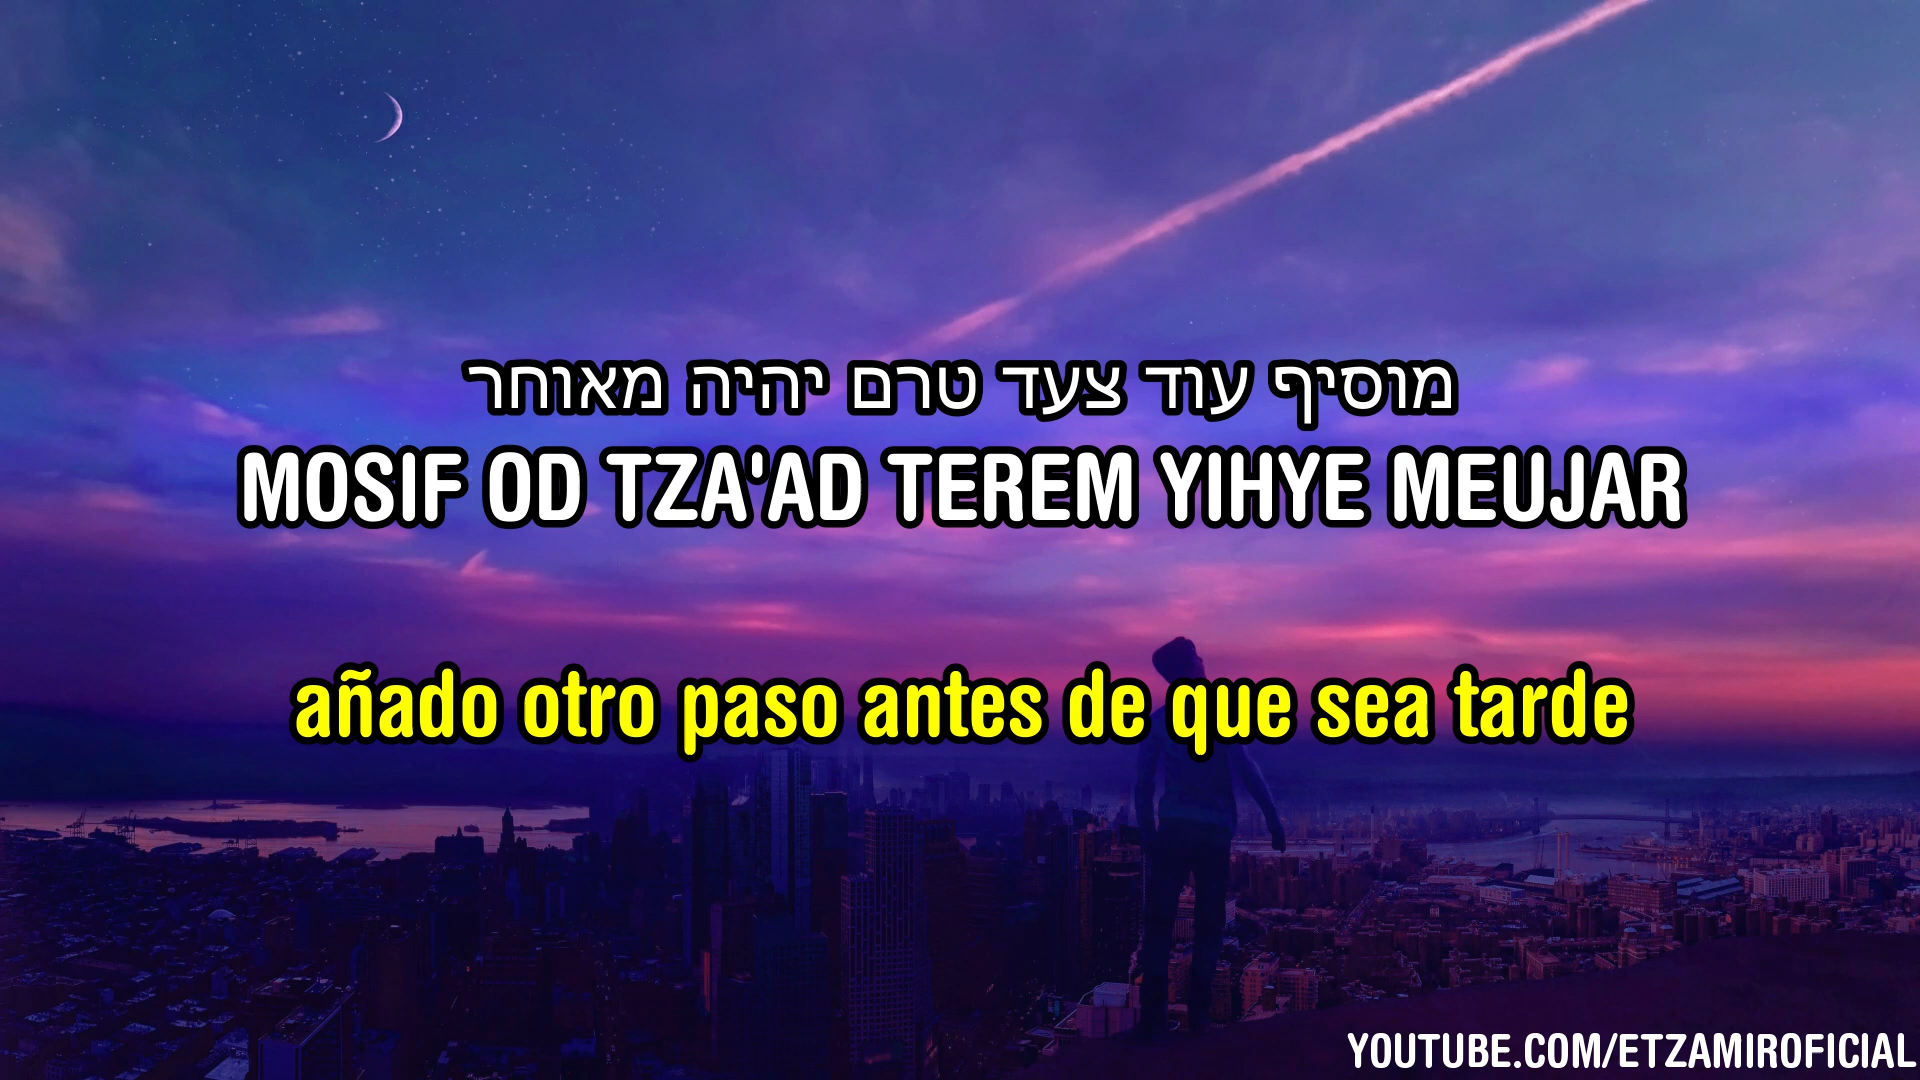 מוסיף עוד צעד טרם יהיה מאוחר
MOSIF OD TZA'AD TEREM YIHYE MEUJAR
añado otro paso antes de que sea tarde
YOUTUBE.COM/ETZAMIROFICIAL